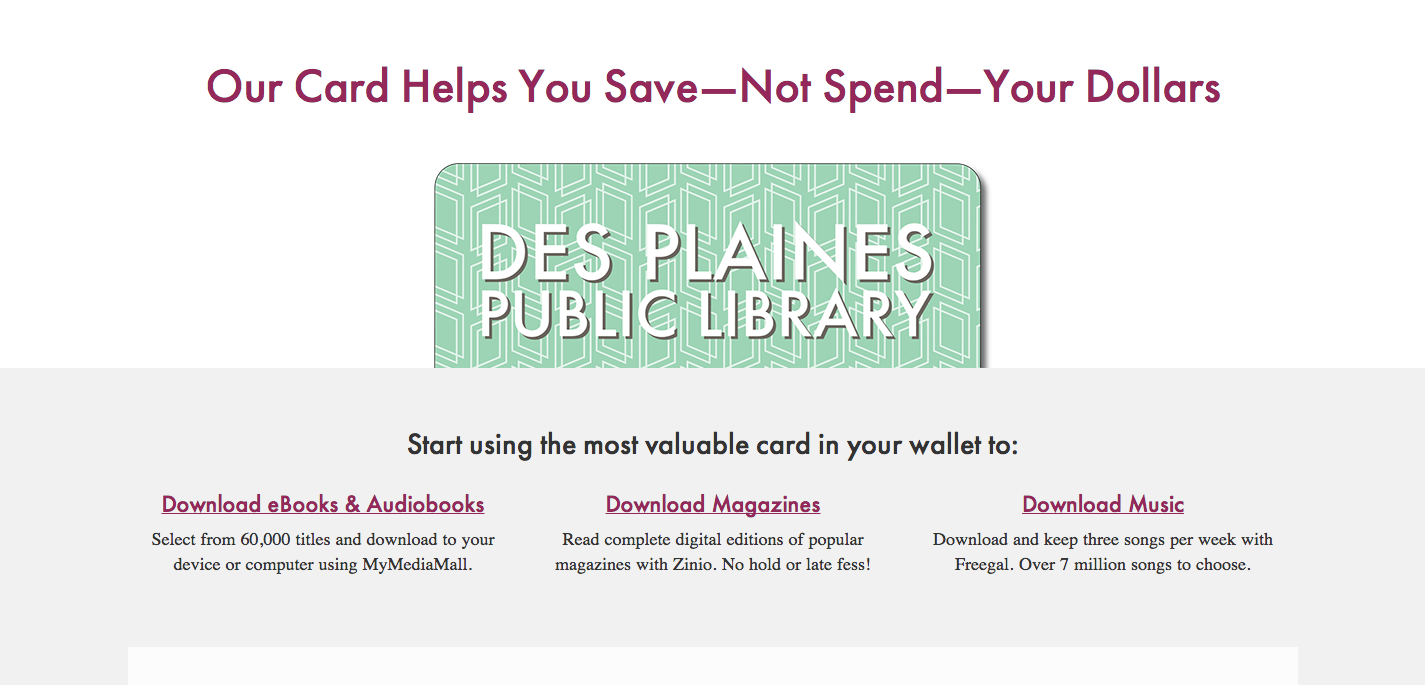 Our Card Helps You Save—Not Spend—Your Dollars
DES PLAINES
PUBLIC LIBRARY
Start using the most valuable card in your wallet to:
Download eBooks & Audiobooks
Select from 60,000 titles and download to your
device or computer using MyMediaMall.
Download Magazines
Read complete digital editions of popular
magazines with Zinio. No hold or late fess!
Download Music
Download and keep three songs per week with
Freegal. Over 7 million songs to choose.